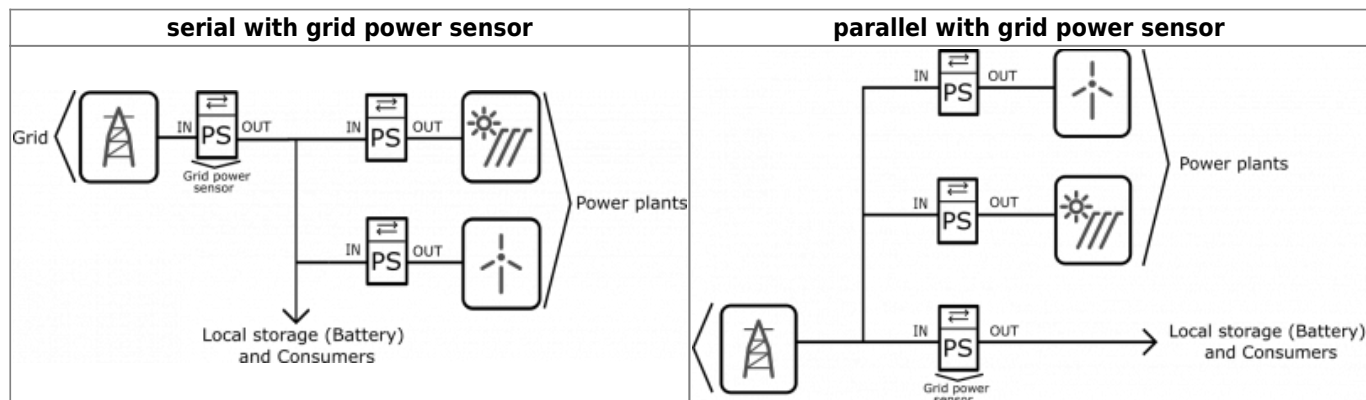 serial with grid power sensor
Grid
IN
PS
OUT
Grid power
sensor
IN
PS
OUT
IN
PS
OUT
Power plants
Local storage (Battery)
and Consumers
parallel with grid power sensor
IN
PS
OUT
IN
PS
OUT
Power plants
IN
PS
OUT
Grid power
sensor
Local storage (Battery)
and Consumers